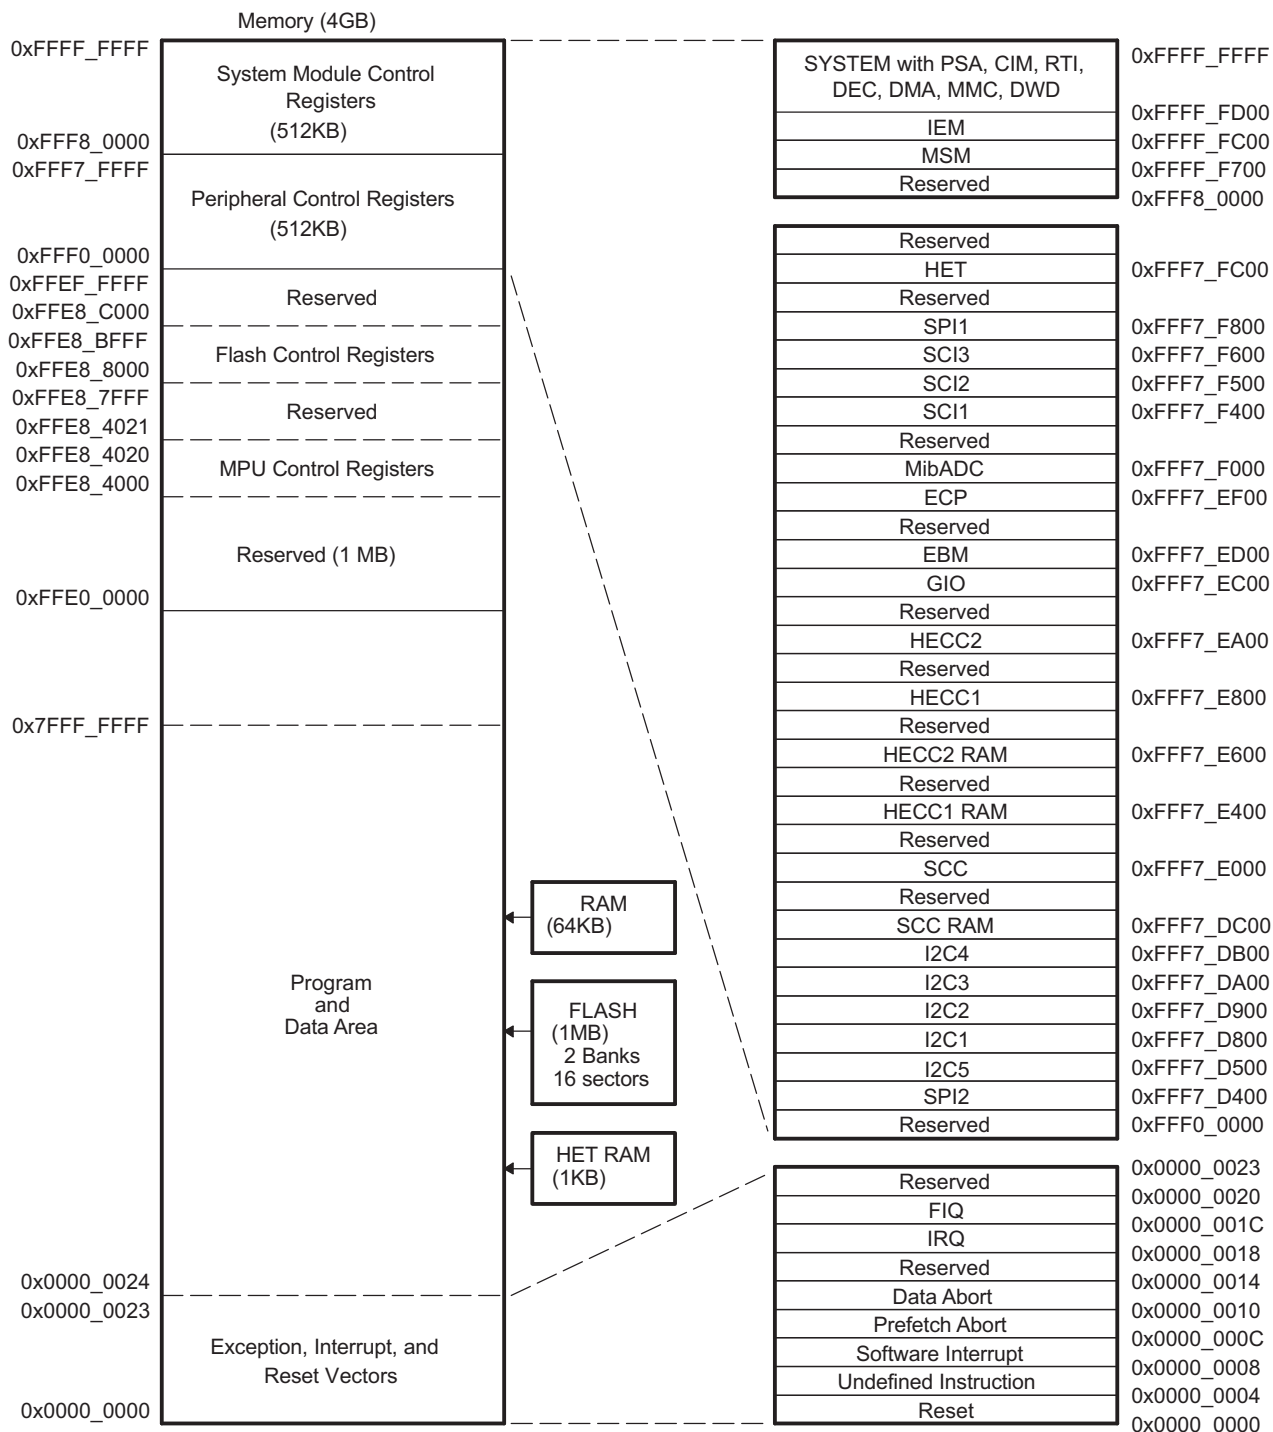 Memory (4GB)
0xFFFF_FFFF
System Module Control
Registers
(512KB)
0xFFF8_0000
0xFFF7_FFFF
Peripheral Control Registers
(512KB)
0xFFF0_0000
0xFFEF_FFFF
Reserved
0xFFE8_C000
0xFFE8_BFFF
Flash Control Registers
0xFFE8_8000
0xFFE8_7FFF
Reserved
0xFFE8_4021
0xFFE8_4020
MPU Control Registers
0xFFE8_4000
Reserved (1 MB)
0xFFE0_0000
0x7FFF_FFFF
Program
and
Data Area
RAM
(64KB)
FLASH
(1MB)
2 Banks
16 sectors
HET RAM
(1KB)
0x0000_0024
0x0000_0023
Exception, Interrupt, and
Reset Vectors
0x0000_0000
SYSTEM with PSA, CIM, RTI,
DEC, DMA, MMC, DWD
0xFFFF_FFFF
0xFFFF_FD00
IEM
0xFFFF_FC00
MSM
0xFFFF_F700
Reserved
0xFFF8_0000
Reserved
HET 0xFFF7_FC00
Reserved
SPI1 0xFFF7_F800
SCI3 0xFFF7_F600
SCI2 0xFFF7_F500
SCI1 0xFFF7_F400
Reserved
MibADC 0xFFF7_F000
ECP 0xFFF7_EF00
Reserved
EBM 0xFFF7_ED00
GIO 0xFFF7_EC00
Reserved
HECC2 0xFFF7_EA00
Reserved
HECC1 0xFFF7_E800
Reserved
HECC2 RAM 0xFFF7_E600
Reserved
HECC1 RAM 0xFFF7_E400
Reserved
SCC 0xFFF7_E000
Reserved
SCC RAM 0xFFF7_DC00
I2C4 0xFFF7_DB00
I2C3 0xFFF7_DA00
I2C2 0xFFF7_D900
I2C1 0xFFF7_D800
I2C5 0xFFF7_D500
SPI2 0xFFF7_D400
Reserved 0xFFF0_0000
0x0000_0023
Reserved
0x0000_0020
FIQ
0x0000_001C
IRQ
0x0000_0018
Reserved
0x0000_0014
Data Abort
0x0000_0010
Prefetch Abort
0x0000_000C
Software Interrupt
0x0000_0008
Undefined Instruction
0x0000_0004
Reset
0x0000_0000